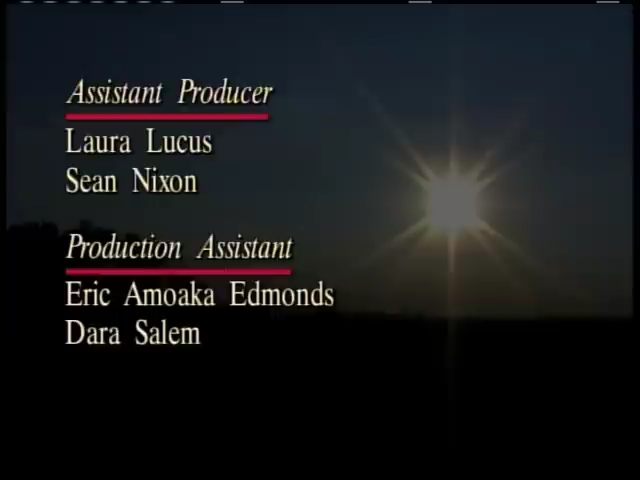 Assistant Producer
Laura Lucus
Sean Nixon
Production Assistant
Eric Amoaka Edmonds
Dara Salem